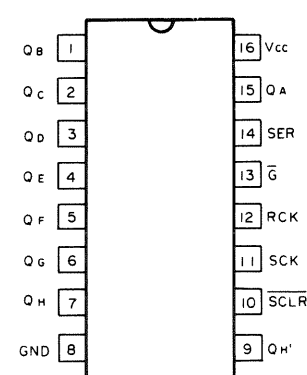 QB 1 16 Vcc
QC 2 15 QA
QD 3 14 SER
QE 4 13 G̅
QF 5 12 RCK
QG 6 11 SCK
QH 7 10 S̅C̅L̅R̅
GND 8 9 QH'